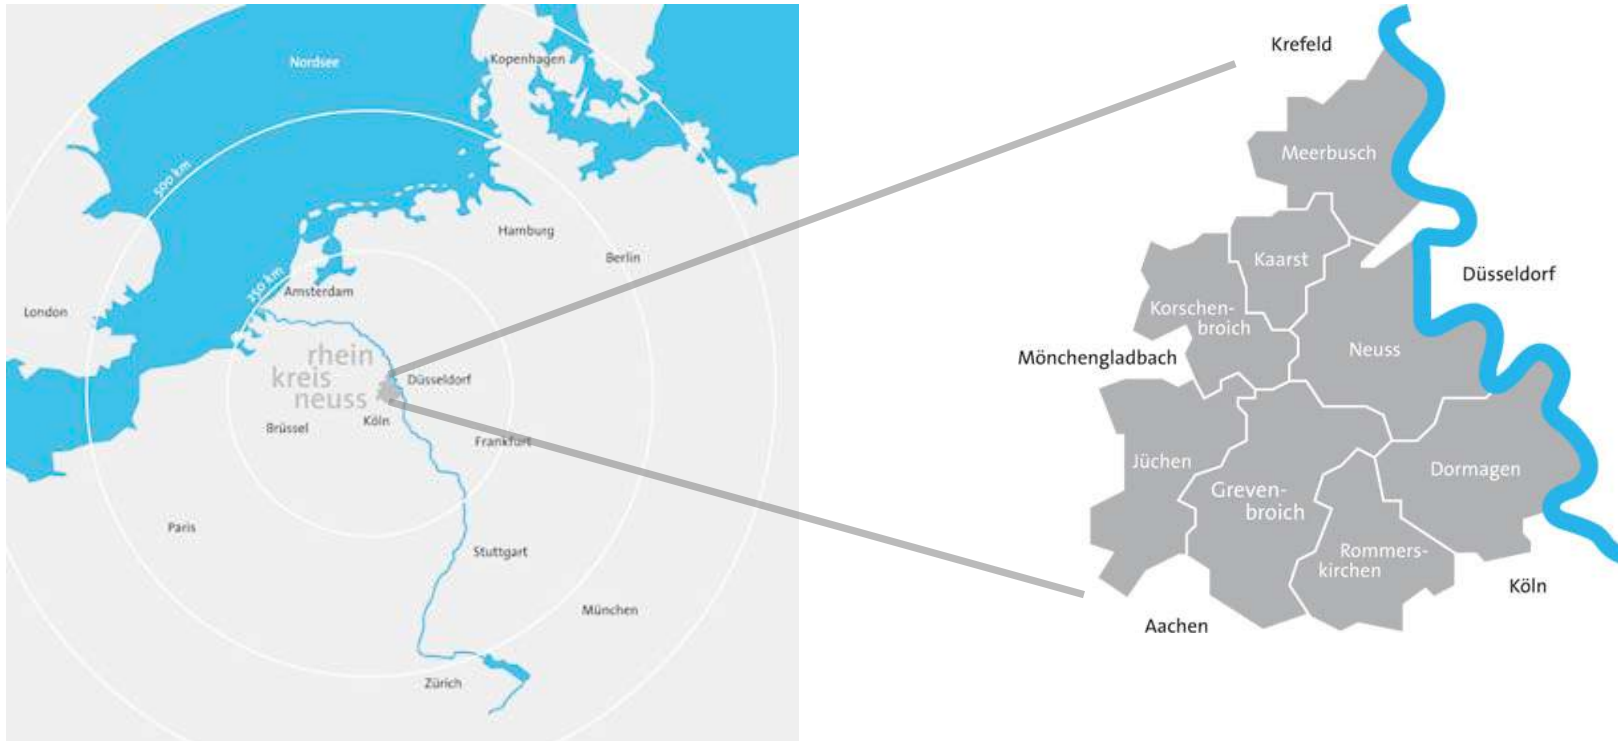 Nordsee
Kopenhagen
500 km
Hamburg
Berlin
250 km
Amsterdam
London
rhein
kreis
neuss
Düsseldorf
Köln
Brüssel
Frankfurt
Paris
Stuttgart
München
Zürich
Krefeld
Meerbusch
Kaarst
Düsseldorf
Korschen-
broich
Neuss
Mönchengladbach
Jüchen
Dormagen
Greven-
broich
Rommers-
kirchen
Köln
Aachen